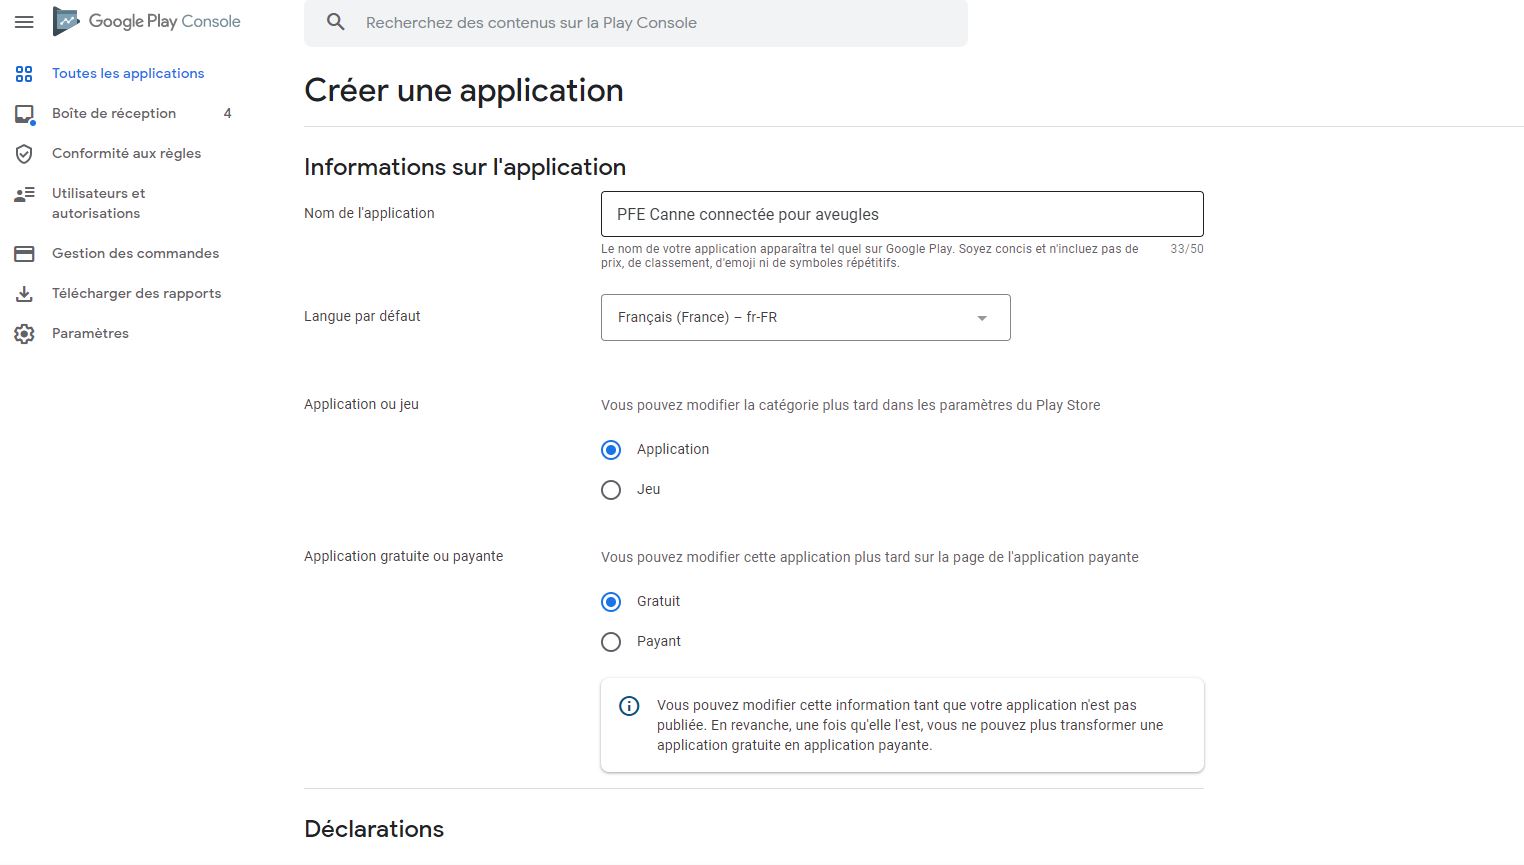 Google Play Console
Recherchez des contenus sur la Play Console
Toutes les applications
Boîte de réception 4
Conformité aux règles
Utilisateurs et
autorisations
Gestion des commandes
Télécharger des rapports
Paramètres
Créer une application
Informations sur l'application
Nom de l'application
PFE Canne connectée pour aveugles
Le nom de votre application apparaîtra tel quel sur Google Play. Soyez concis et n'incluez pas de
prix, de classement, d'emoji ni de symboles répétitifs.
33/50
Langue par défaut
Français (France) – fr-FR
Application ou jeu
Vous pouvez modifier la catégorie plus tard dans les paramètres du Play Store
Application
Jeu
Application gratuite ou payante
Vous pouvez modifier cette application plus tard sur la page de l'application payante
Gratuit
Payant
Vous pouvez modifier cette information tant que votre application n'est pas
publiée. En revanche, une fois qu'elle l'est, vous ne pouvez plus transformer une
application gratuite en application payante.
Déclarations